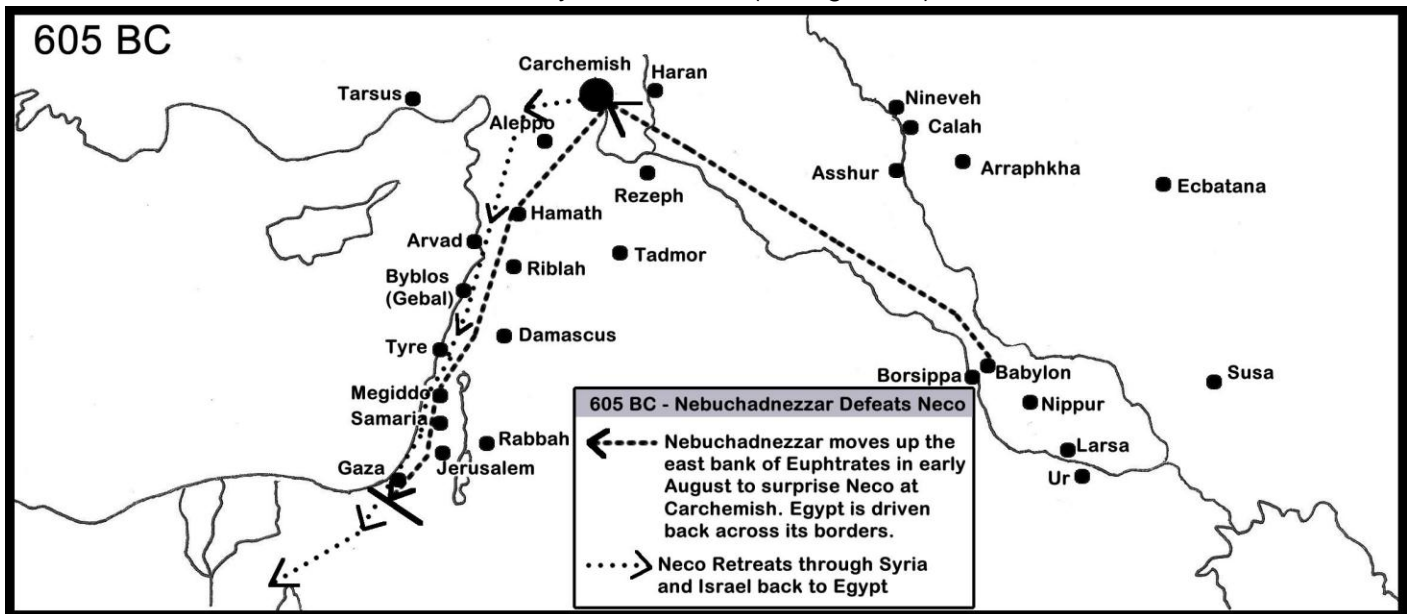 605 BC
Carchemish
Haran
Tarsus
Nineveh
Aleppo
Calah
Asshur
Arraphkha
Rezeph
Ecbatana
Hamath
Arvad
Tadmor
Riblah
Byblos
(Gebal)
Damascus
Tyre
Borsippa
Babylon
Susa
Megiddo
Nippur
Samaria
Rabbah
Larsa
Gaza
Jerusalem
Ur
605 BC - Nebuchadnezzar Defeats Neco
Nebuchadnezzar moves up the
east bank of Euphtrates in early
August to surprise Neco at
Carchemish. Egypt is driven
back across its borders.
Neco Retreats through Syria
and Israel back to Egypt